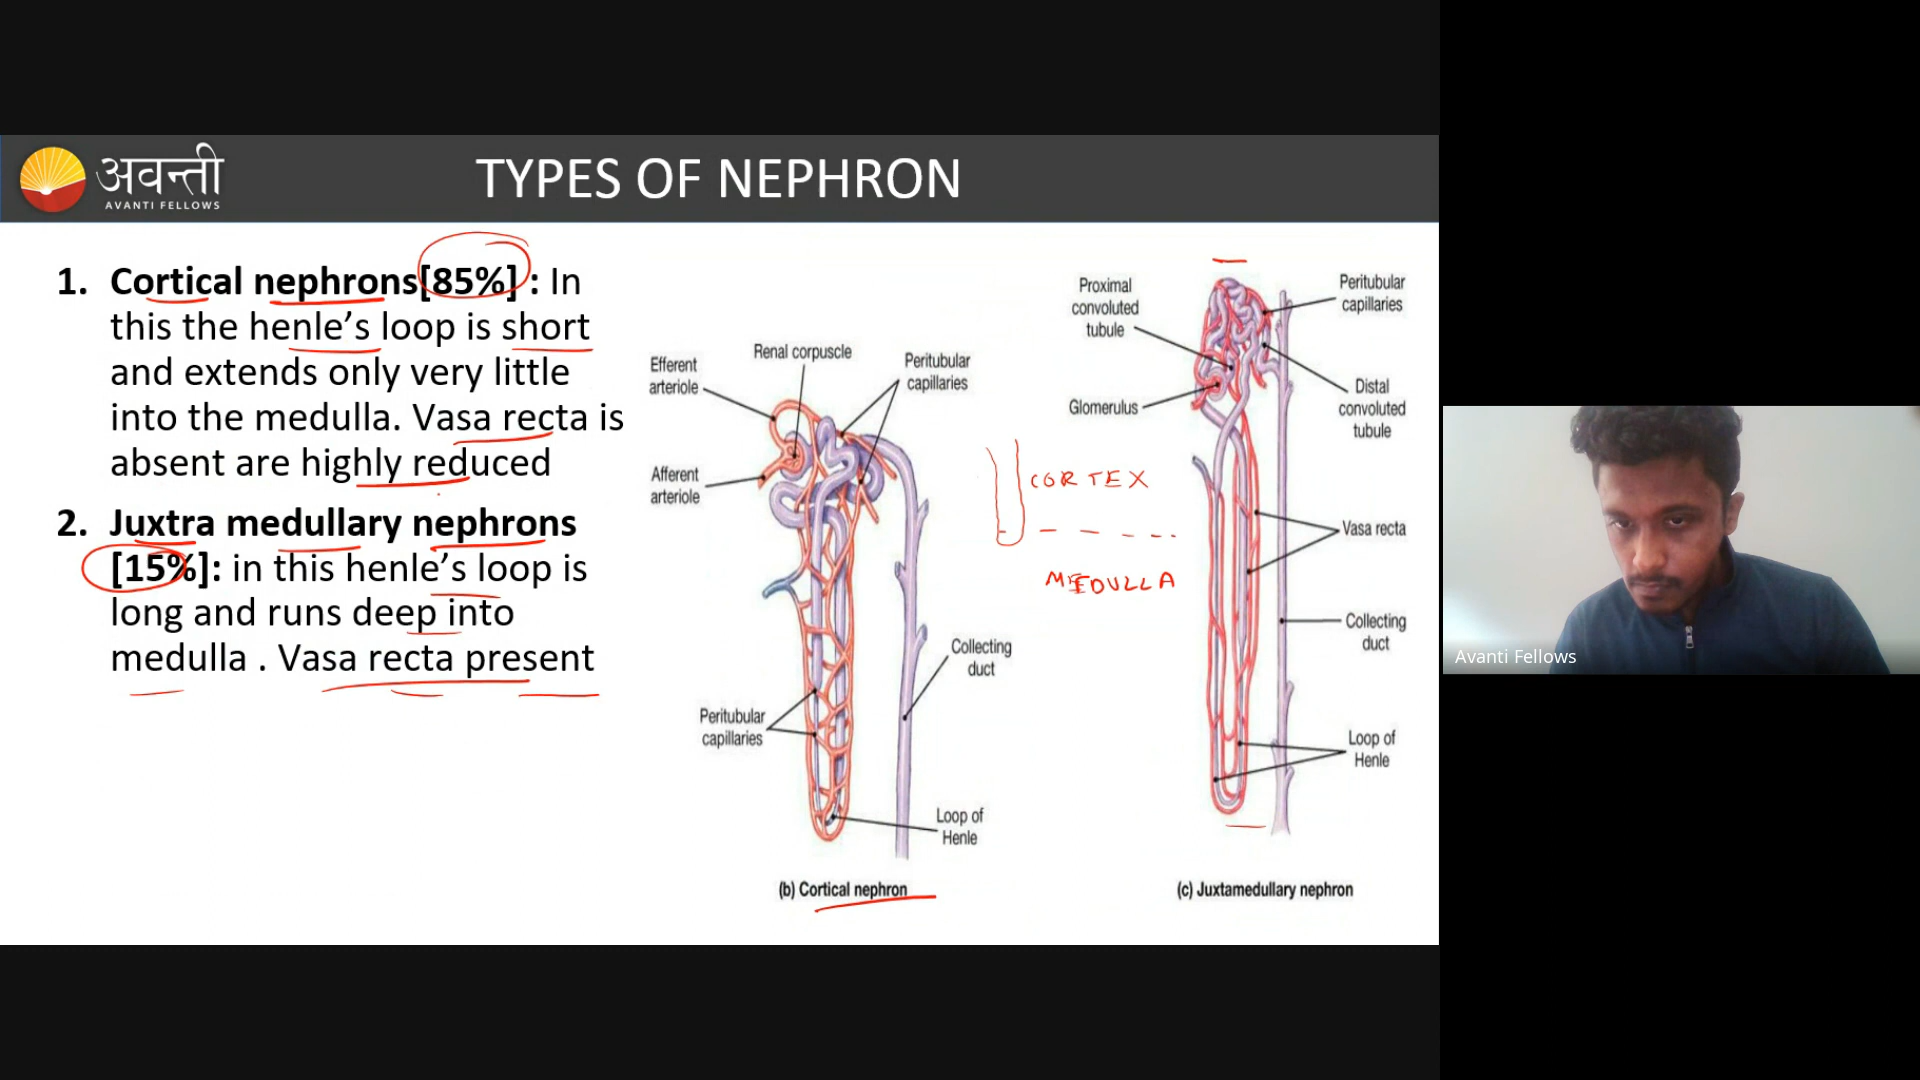 अवन्ती
AVANTI FELLOWS
TYPES OF NEPHRON
1. Cortical nephrons[85%] : In
this the henle’s loop is short
and extends only very little
into the medulla. Vasa recta is
absent are highly reduced
2. Juxtra medullary nephrons
[15%]: in this henle’s loop is
long and runs deep into
medulla . Vasa recta present
Efferent
arteriole
Renal corpuscle
Peritubular
capillaries
Afferent
arteriole
Collecting
duct
Peritubular
capillaries
Loop of
Henle
(b) Cortical nephron
CORTEX
MEDULLA
Proximal
convoluted
tubule
Peritubular
capillaries
Glomerulus
Distal
convoluted
tubule
Vasa recta
Collecting
duct
Loop of
Henle
(c) Juxtamedullary nephron
Avanti Fellows